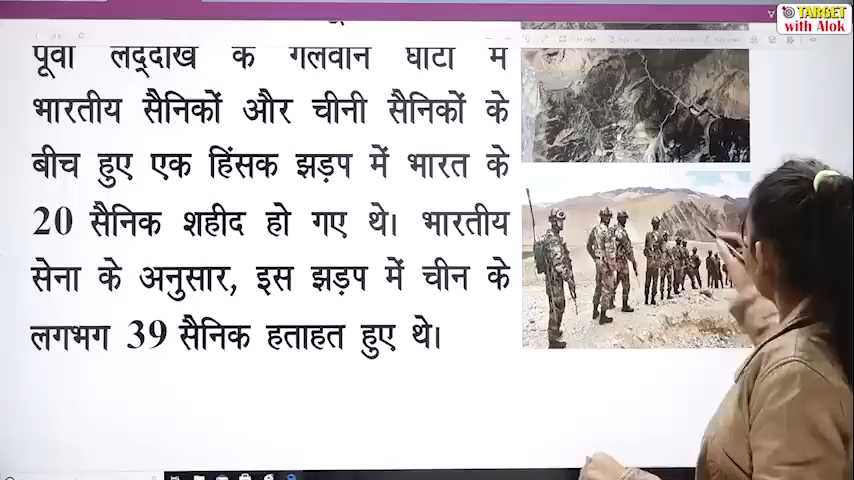 TARGET
with Alok
पूर्वी लद्दाख के गलवान घाटी में
भारतीय सैनिकों और चीनी सैनिकों के
बीच हुए एक हिंसक झड़प में भारत के
20 सैनिक शहीद हो गए थे। भारतीय
सेना के अनुसार, इस झड़प में चीन के
लगभग 39 सैनिक हताहत हुए थे।